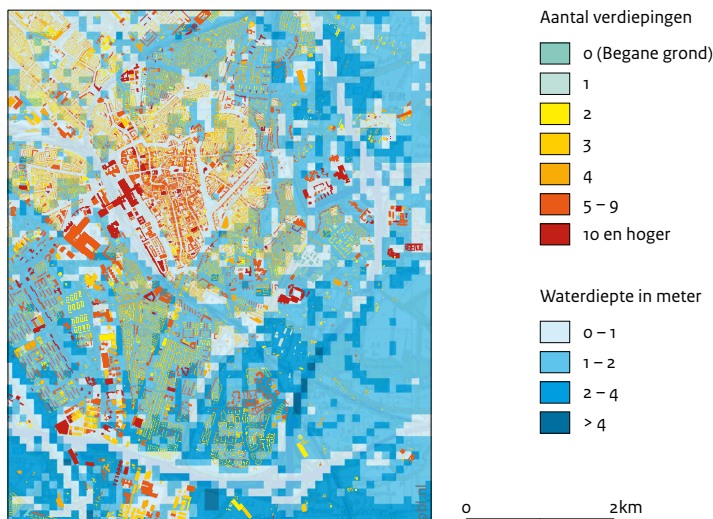 Aantal verdiepingen
0 (Begane grond)
1
2
3
4
5 – 9
10 en hoger
Waterdiepte in meter
0 – 1
1 – 2
2 – 4
> 4
0 2km